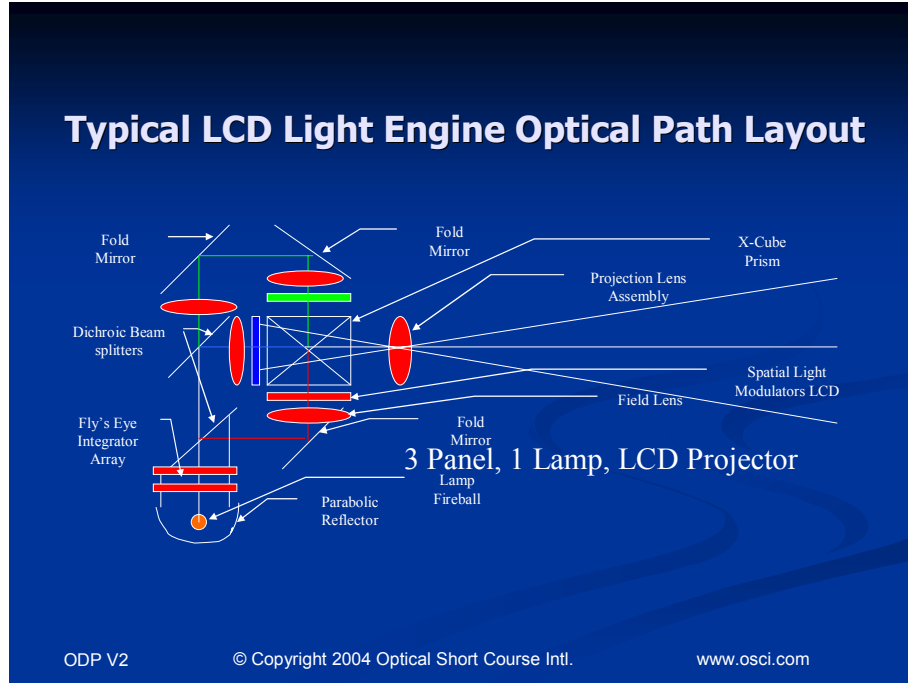 Typical LCD Light Engine Optical Path Layout
Fold
Mirror
Fold
Mirror
X-Cube
Prism
Projection Lens
Assembly
Dichroic Beam
splitters
Spatial Light
Modulators LCD
Field Lens
Fly's Eye
Integrator
Array
Fold
Mirror
3 Panel, 1 Lamp, LCD Projector
Lamp
Fireball
Parabolic
Reflector
ODP V2
© Copyright 2004 Optical Short Course Intl.
www.osci.com